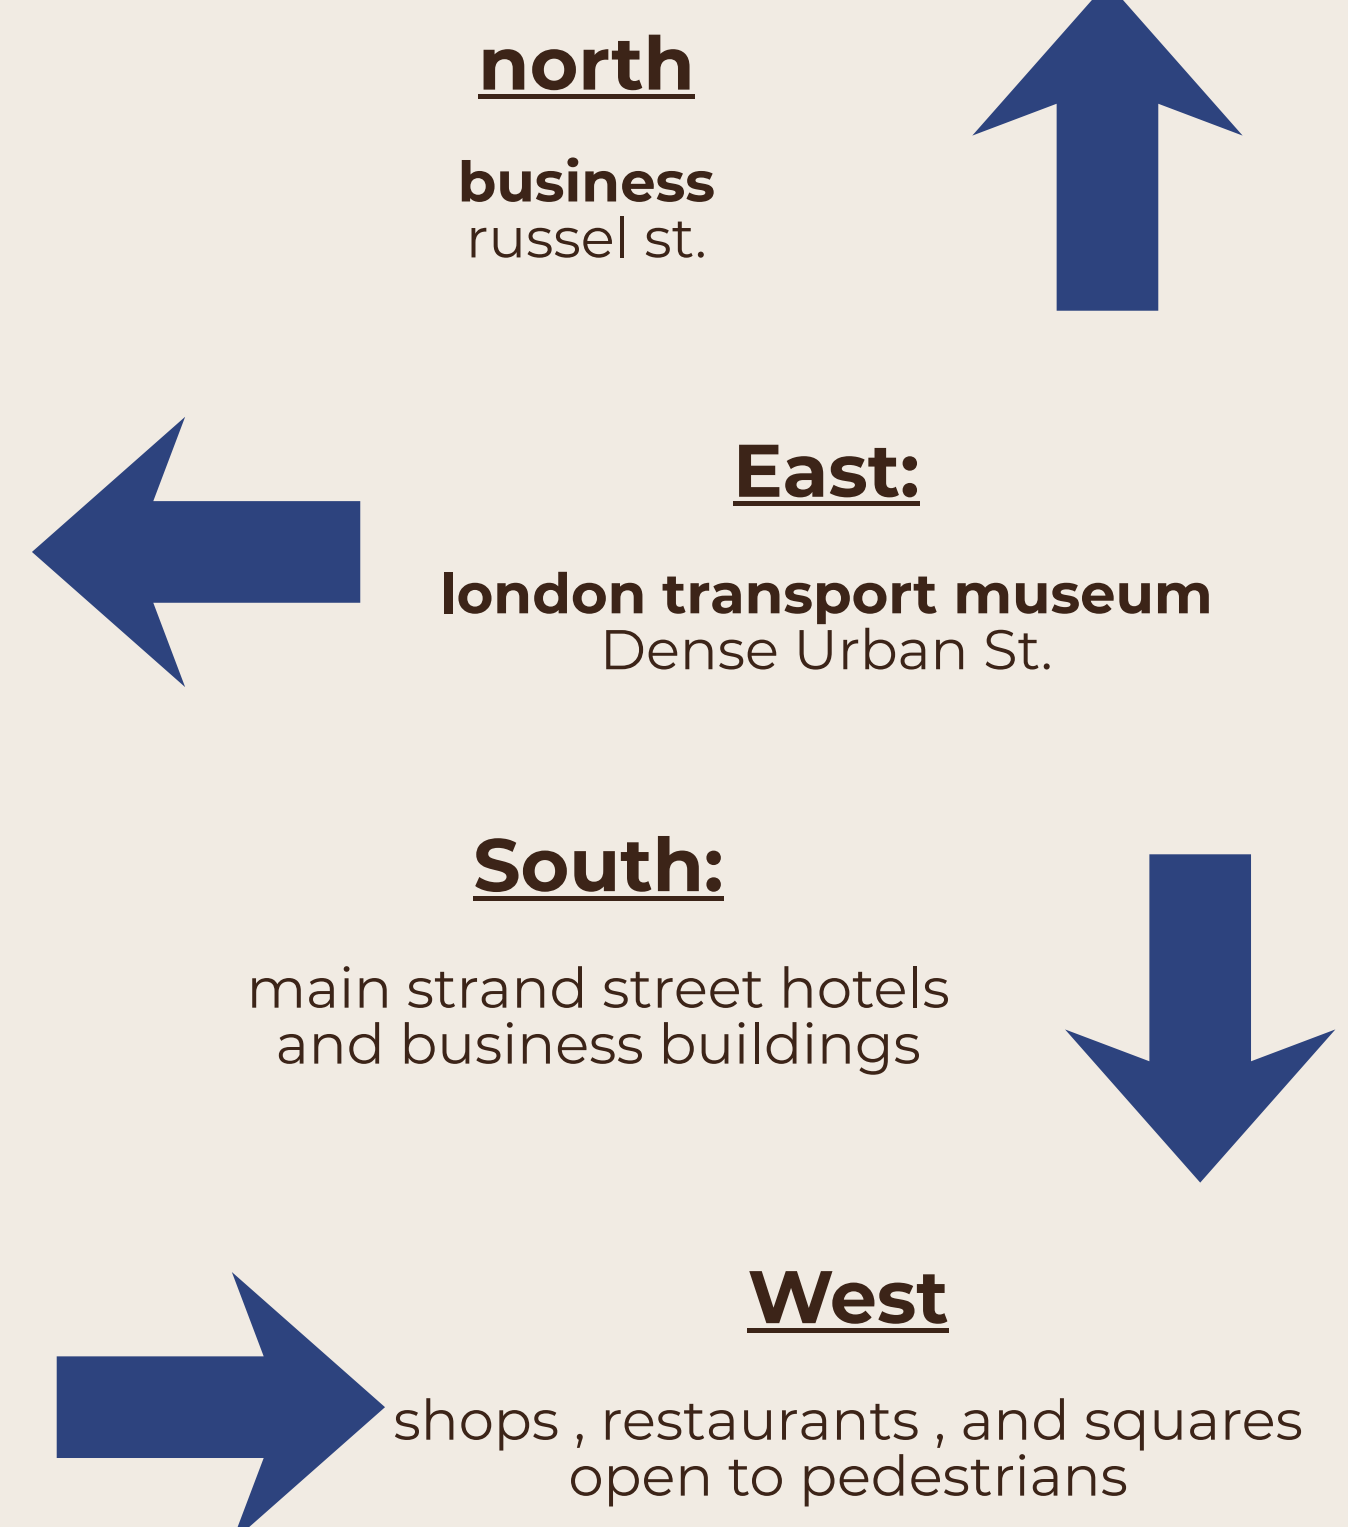 north
business
russel st.
East:
london transport museum
Dense Urban St.
South:
main strand street hotels
and business buildings
West
shops , restaurants , and squares
open to pedestrians